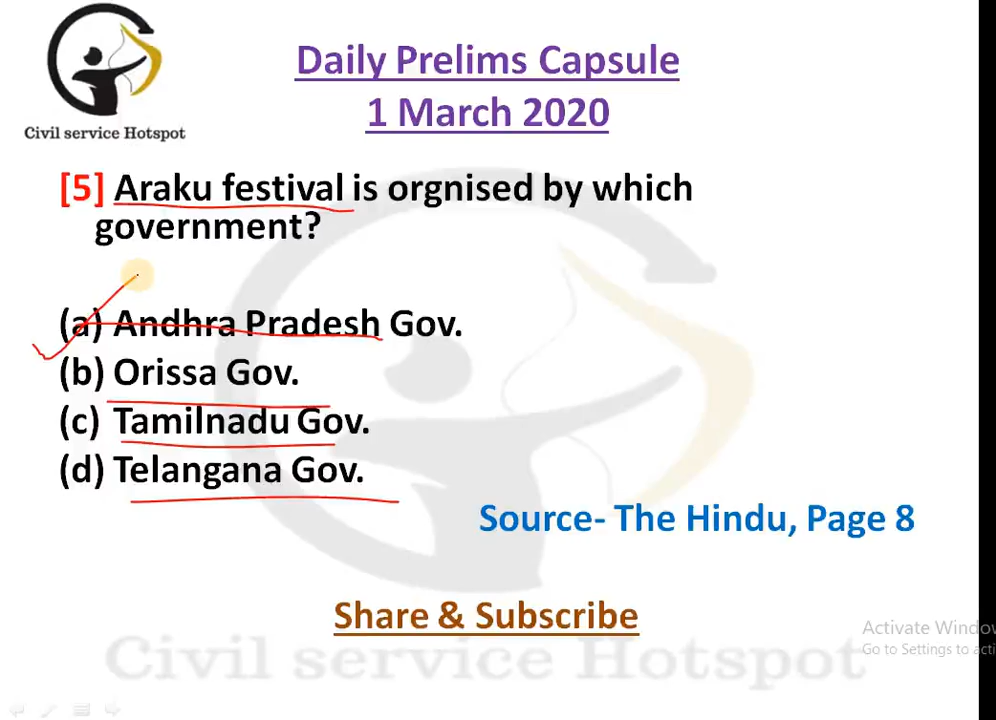 Civil service Hotspot
Daily Prelims Capsule
1 March 2020
[5] Araku festival is orgnised by which
government?
(a) Andhra Pradesh Gov.
(b) Orissa Gov.
(c) Tamilnadu Gov.
(d) Telangana Gov.
Source- The Hindu, Page 8
Share & Subscribe
Activate Window
Go to Settings to acti
Civil service Hotspot